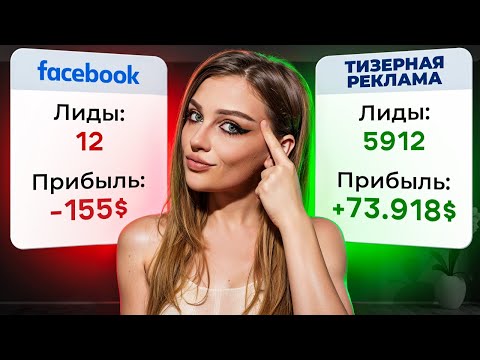 facebook
Лиды:
12
Прибыль:
-155$
ТИЗЕРНАЯ
РЕКЛАМА
Лиды:
5912
Прибыль:
+73.918$